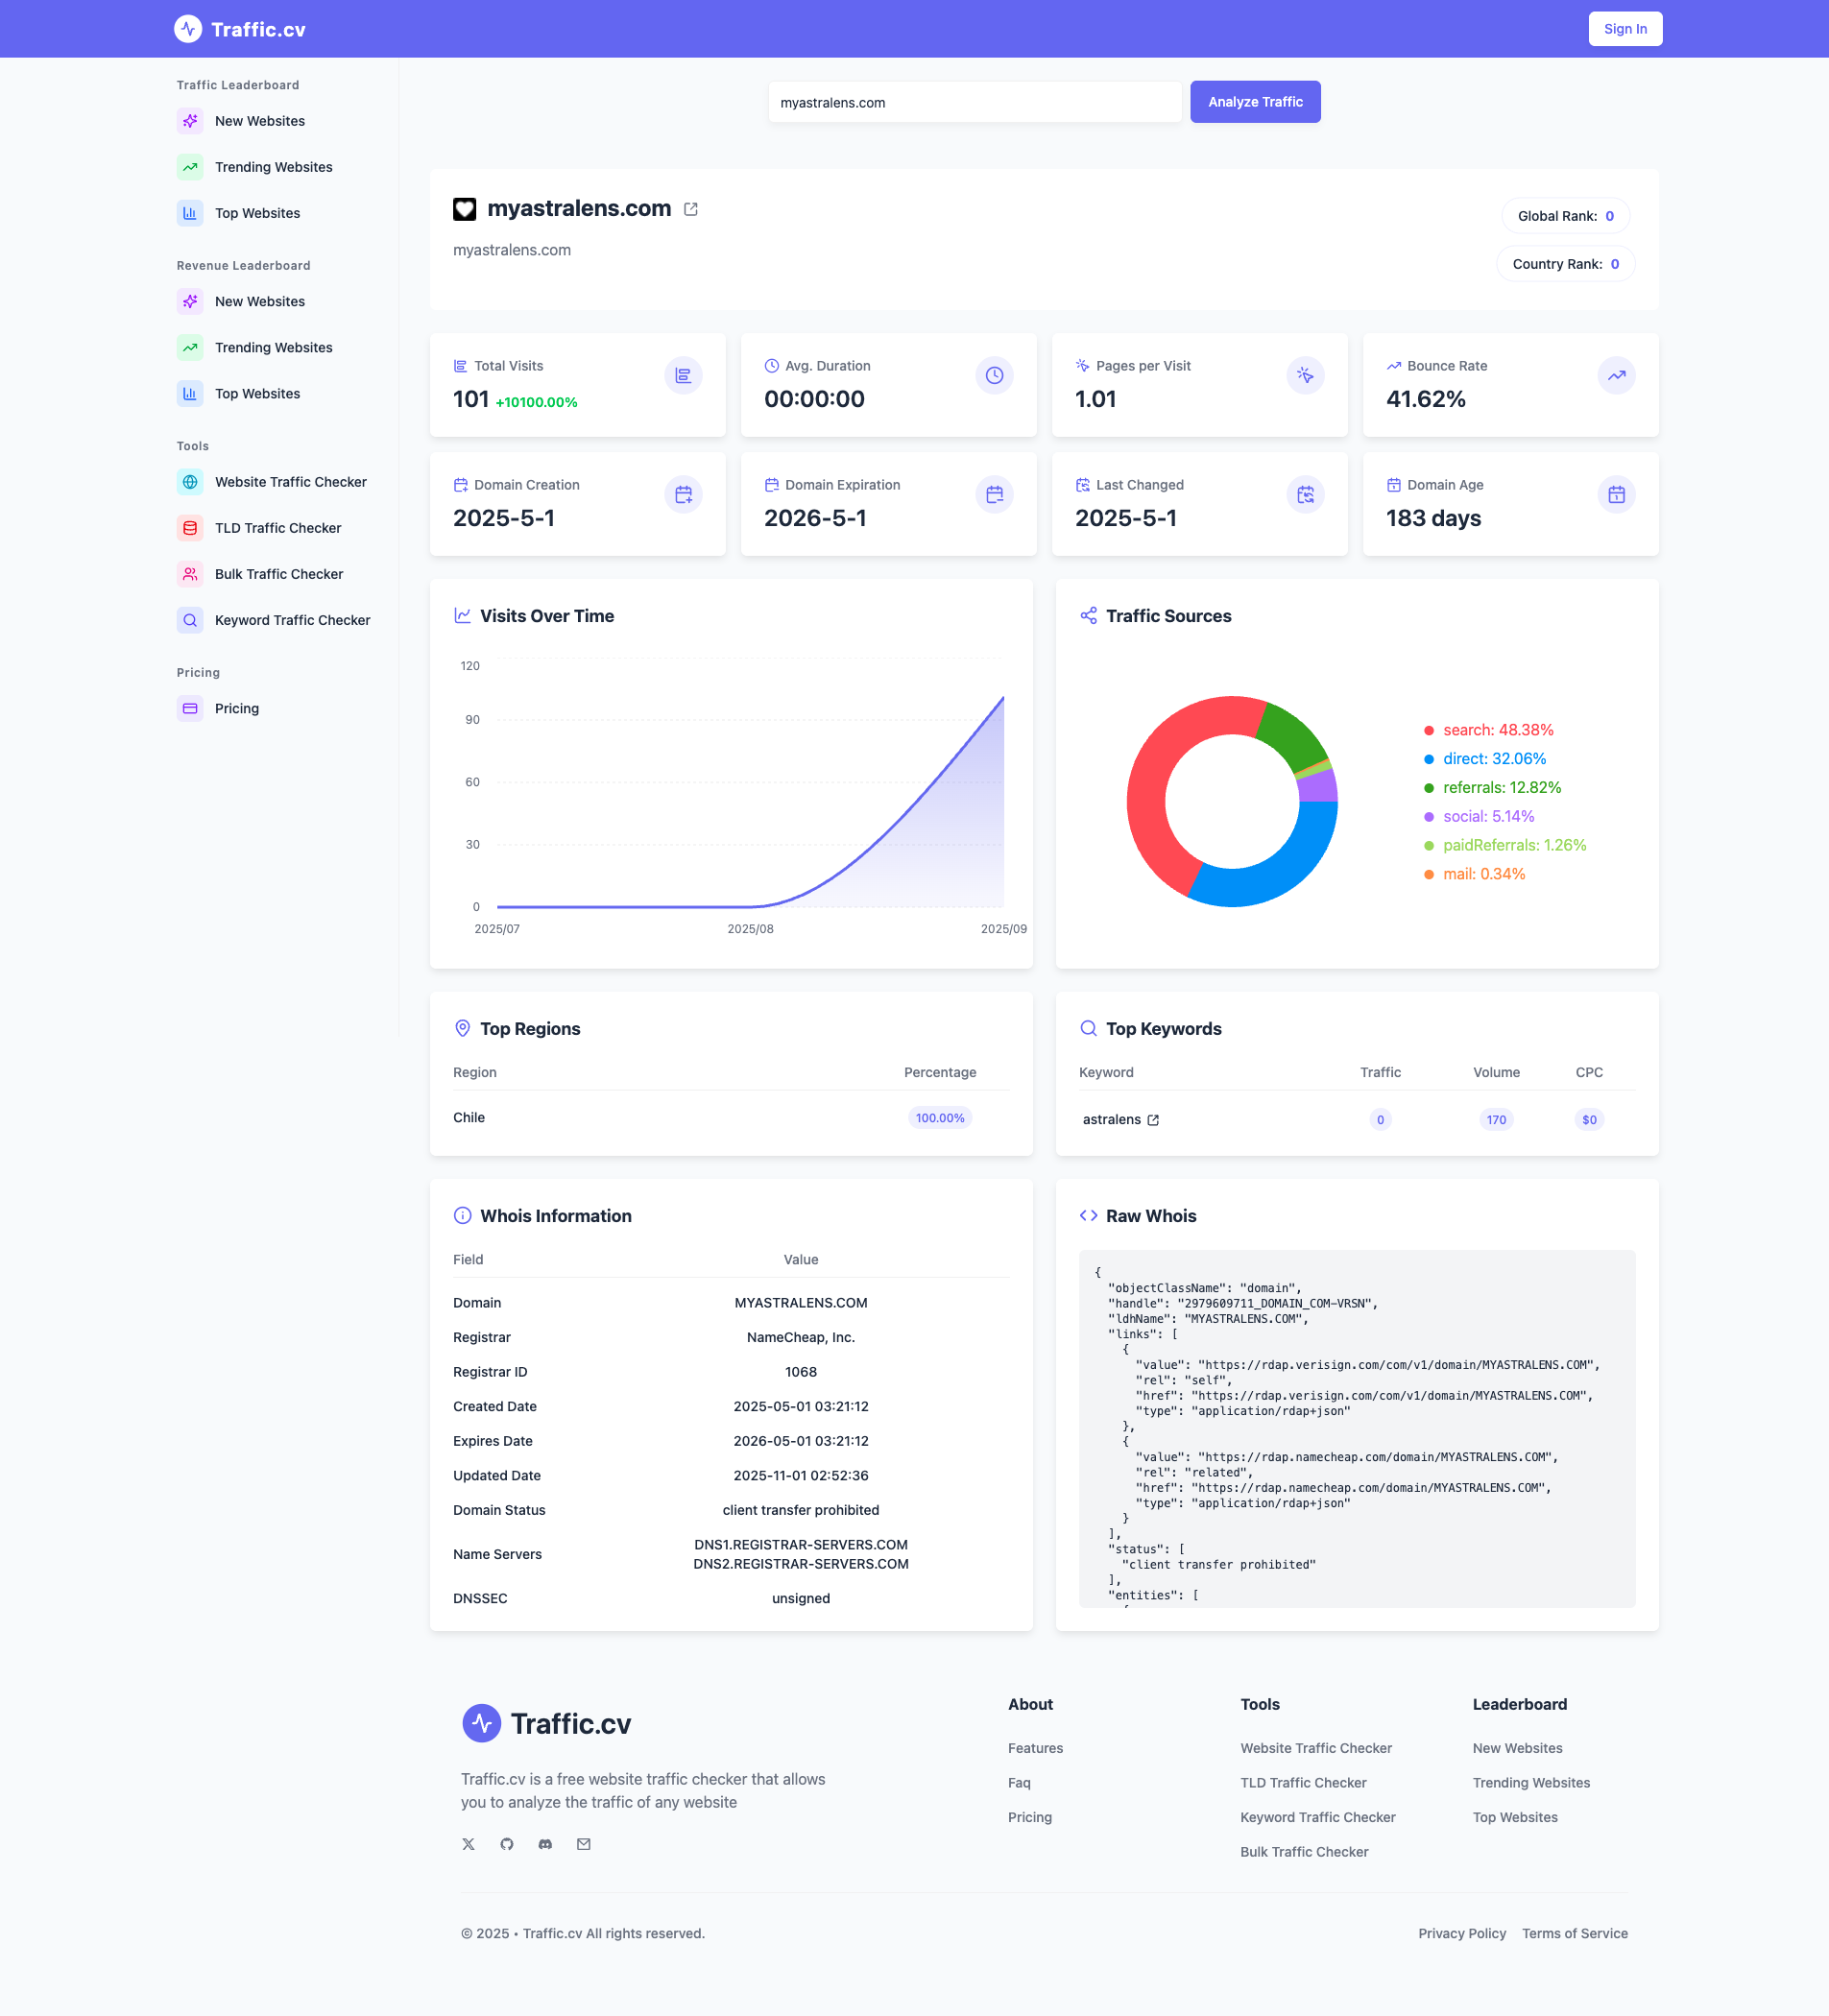 Traffic.cv
Sign In
Traffic Leaderboard
New Websites
Trending Websites
Top Websites
Revenue Leaderboard
New Websites
Trending Websites
Top Websites
Tools
Website Traffic Checker
TLD Traffic Checker
Bulk Traffic Checker
Keyword Traffic Checker
Pricing
Pricing
myastralens.com
Analyze Traffic
myastralens.com
myastralens.com
Global Rank: 0
Country Rank: 0
Total Visits
101 +10100.00%
Avg. Duration
00:00:00
Pages per Visit
1.01
Bounce Rate
41.62%
Domain Creation
2025-5-1
Domain Expiration
2026-5-1
Last Changed
2025-5-1
Domain Age
183 days
Visits Over Time
120
90
60
30
0
2025/07 2025/08 2025/09
Traffic Sources
search: 48.38%
direct: 32.06%
referrals: 12.82%
social: 5.14%
paidReferrals: 1.26%
mail: 0.34%
Top Regions
Region Percentage
Chile 100.00%
Top Keywords
Keyword Traffic Volume CPC
astralens 0 170 $0
Whois Information
Field Value
Domain MYASTRALENS.COM
Registrar NameCheap, Inc.
Registrar ID 1068
Created Date 2025-05-01 03:21:12
Expires Date 2026-05-01 03:21:12
Updated Date 2025-11-01 02:52:36
Domain Status client transfer prohibited
Name Servers DNS1.REGISTRAR-SERVERS.COM
DNS2.REGISTRAR-SERVERS.COM
DNSSEC unsigned
Raw Whois
{
"objectClassName": "domain",
"handle": "2979609711_DOMAIN_COM-VRSN",
"ldhName": "MYASTRALENS.COM",
"links": [
{
"value": "https://rdap.verisign.com/com/v1/domain/MYASTRALENS.COM",
"rel": "self",
"href": "https://rdap.verisign.com/com/v1/domain/MYASTRALENS.COM",
"type": "application/rdap+json"
},
{
"value": "https://rdap.namecheap.com/domain/MYASTRALENS.COM",
"rel": "related",
"href": "https://rdap.namecheap.com/domain/MYASTRALENS.COM",
"type": "application/rdap+json"
}
],
"status": [
"client transfer prohibited"
],
"entities": [
{
Traffic.cv
Traffic.cv is a free website traffic checker that allows
you to analyze the traffic of any website
About
Features
Faq
Pricing
Tools
Website Traffic Checker
TLD Traffic Checker
Keyword Traffic Checker
Bulk Traffic Checker
Leaderboard
New Websites
Trending Websites
Top Websites
© 2025 • Traffic.cv All rights reserved.
Privacy Policy Terms of Service